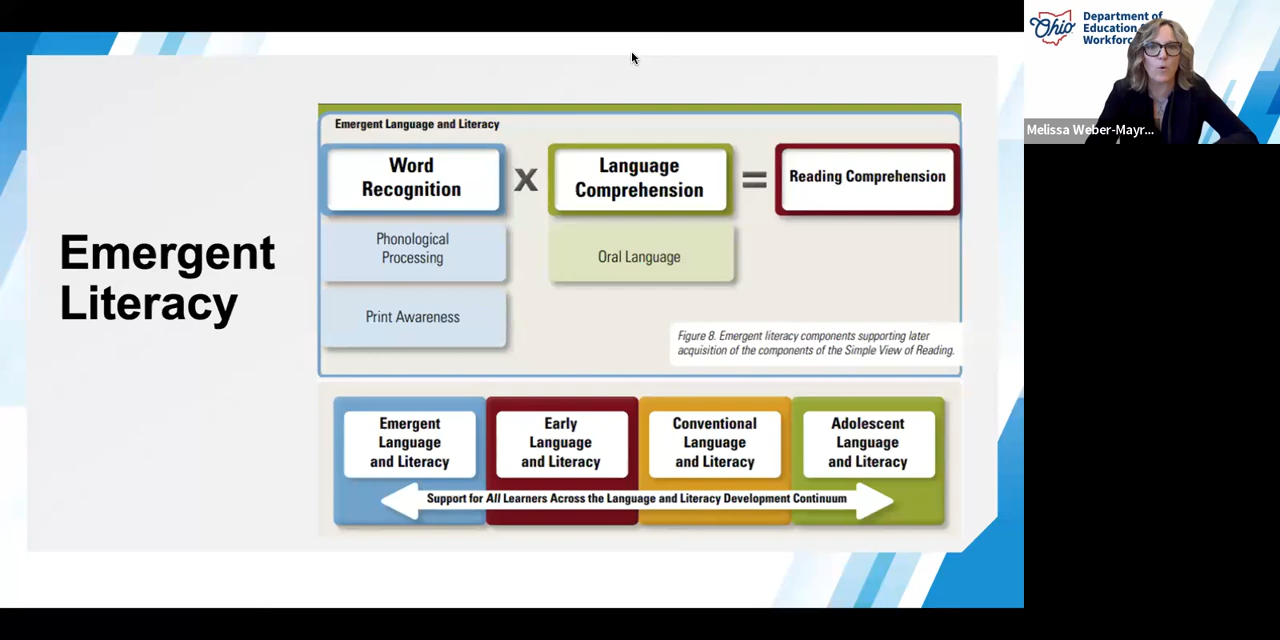 Emergent
Literacy
Emergent Language and Literacy
Word
Recognition
X
Language
Comprehension
=
Reading Comprehension
Phonological
Processing
Oral Language
Print Awareness
Figure 8. Emergent literacy components supporting later
acquisition of the components of the Simple View of Reading.
Emergent
Language
and Literacy
Early
Language
and Literacy
Conventional
Language
and Literacy
Adolescent
Language
and Literacy
Support for All Learners Across the Language and Literacy Development Continuum
Ohio
Department of
Education
Workfor
Melissa Weber-Mayr...